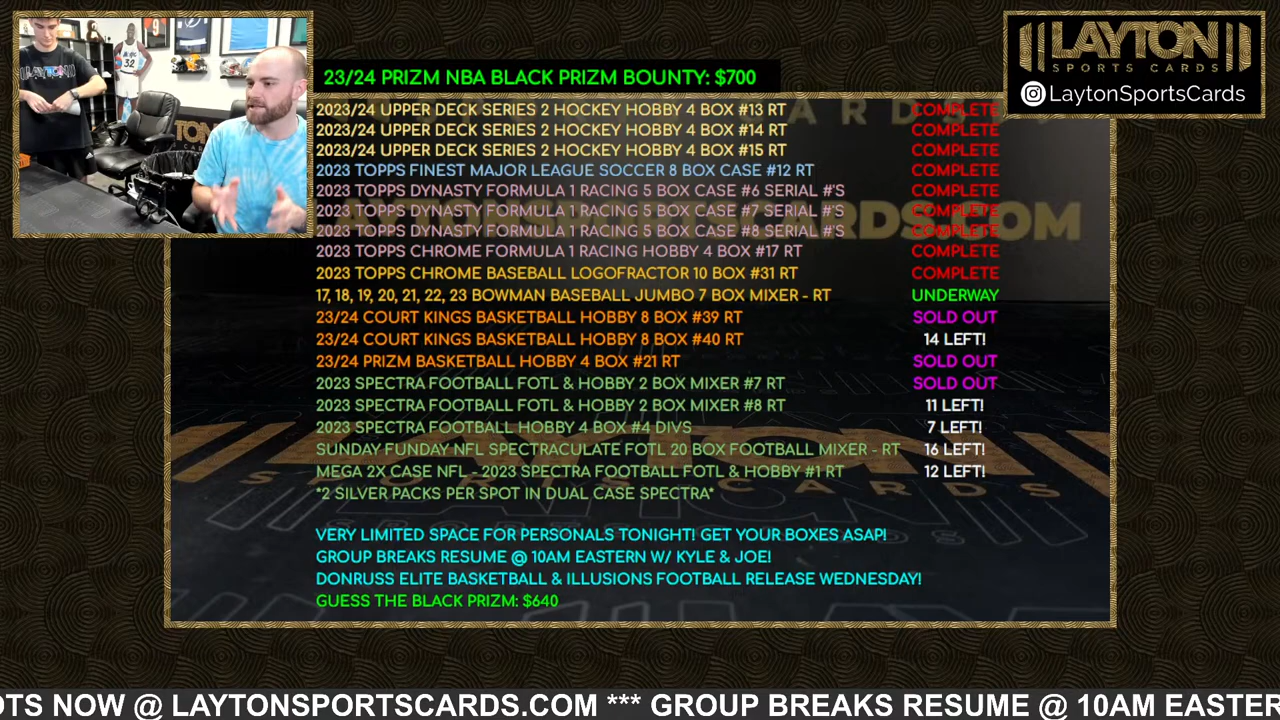 23/24 PRIZM NBA BLACK PRIZM BOUNTY: $700
LAYTON
SPORTS CARDS
LaytonSportsCards
2023/24 UPPER DECK SERIES 2 HOCKEY HOBBY 4 BOX #13 RT COMPLETE
2023/24 UPPER DECK SERIES 2 HOCKEY HOBBY 4 BOX #14 RT COMPLETE
2023/24 UPPER DECK SERIES 2 HOCKEY HOBBY 4 BOX #15 RT COMPLETE
2023 TOPPS FINEST MAJOR LEAGUE SOCCER 8 BOX CASE #12 RT COMPLETE
2023 TOPPS DYNASTY FORMULA 1 RACING 5 BOX CASE #6 SERIAL #'S COMPLETE
2023 TOPPS DYNASTY FORMULA 1 RACING 5 BOX CASE #7 SERIAL #'S COMPLETE
2023 TOPPS DYNASTY FORMULA 1 RACING 5 BOX CASE #8 SERIAL #'S COMPLETE
2023 TOPPS CHROME FORMULA 1 RACING HOBBY 4 BOX #17 RT COMPLETE
2023 TOPPS CHROME BASEBALL LOGOFRACTOR 10 BOX #31 RT COMPLETE
17, 18, 19, 20, 21, 22, 23 BOWMAN BASEBALL JUMBO 7 BOX MIXER - RT UNDERWAY
23/24 COURT KINGS BASKETBALL HOBBY 8 BOX #39 RT SOLD OUT
23/24 COURT KINGS BASKETBALL HOBBY 8 BOX #40 RT 14 LEFT!
23/24 PRIZM BASKETBALL HOBBY 4 BOX #21 RT SOLD OUT
2023 SPECTRA FOOTBALL FOTL & HOBBY 2 BOX MIXER #7 RT SOLD OUT
2023 SPECTRA FOOTBALL FOTL & HOBBY 2 BOX MIXER #8 RT 11 LEFT!
2023 SPECTRA FOOTBALL HOBBY 4 BOX #4 DIVS 7 LEFT!
SUNDAY FUNDAY NFL SPECTRACULATE FOTL 20 BOX FOOTBALL MIXER - RT 16 LEFT!
MEGA 2X CASE NFL - 2023 SPECTRA FOOTBALL FOTL & HOBBY #1 RT 12 LEFT!
*2 SILVER PACKS PER SPOT IN DUAL CASE SPECTRA*
VERY LIMITED SPACE FOR PERSONALS TONIGHT! GET YOUR BOXES ASAP!
GROUP BREAKS RESUME @ 10AM EASTERN W/ KYLE & JOE!
DONRUSS ELITE BASKETBALL & ILLUSIONS FOOTBALL RELEASE WEDNESDAY!
GUESS THE BLACK PRIZM: $640
OTS NOW @ LAYTONSPORTSCARDS.COM *** GROUP BREAKS RESUME @ 10AM EASTER